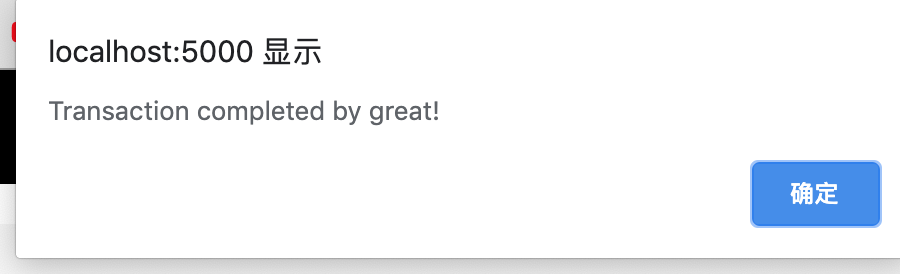 localhost:5000 显示
Transaction completed by great!
确定